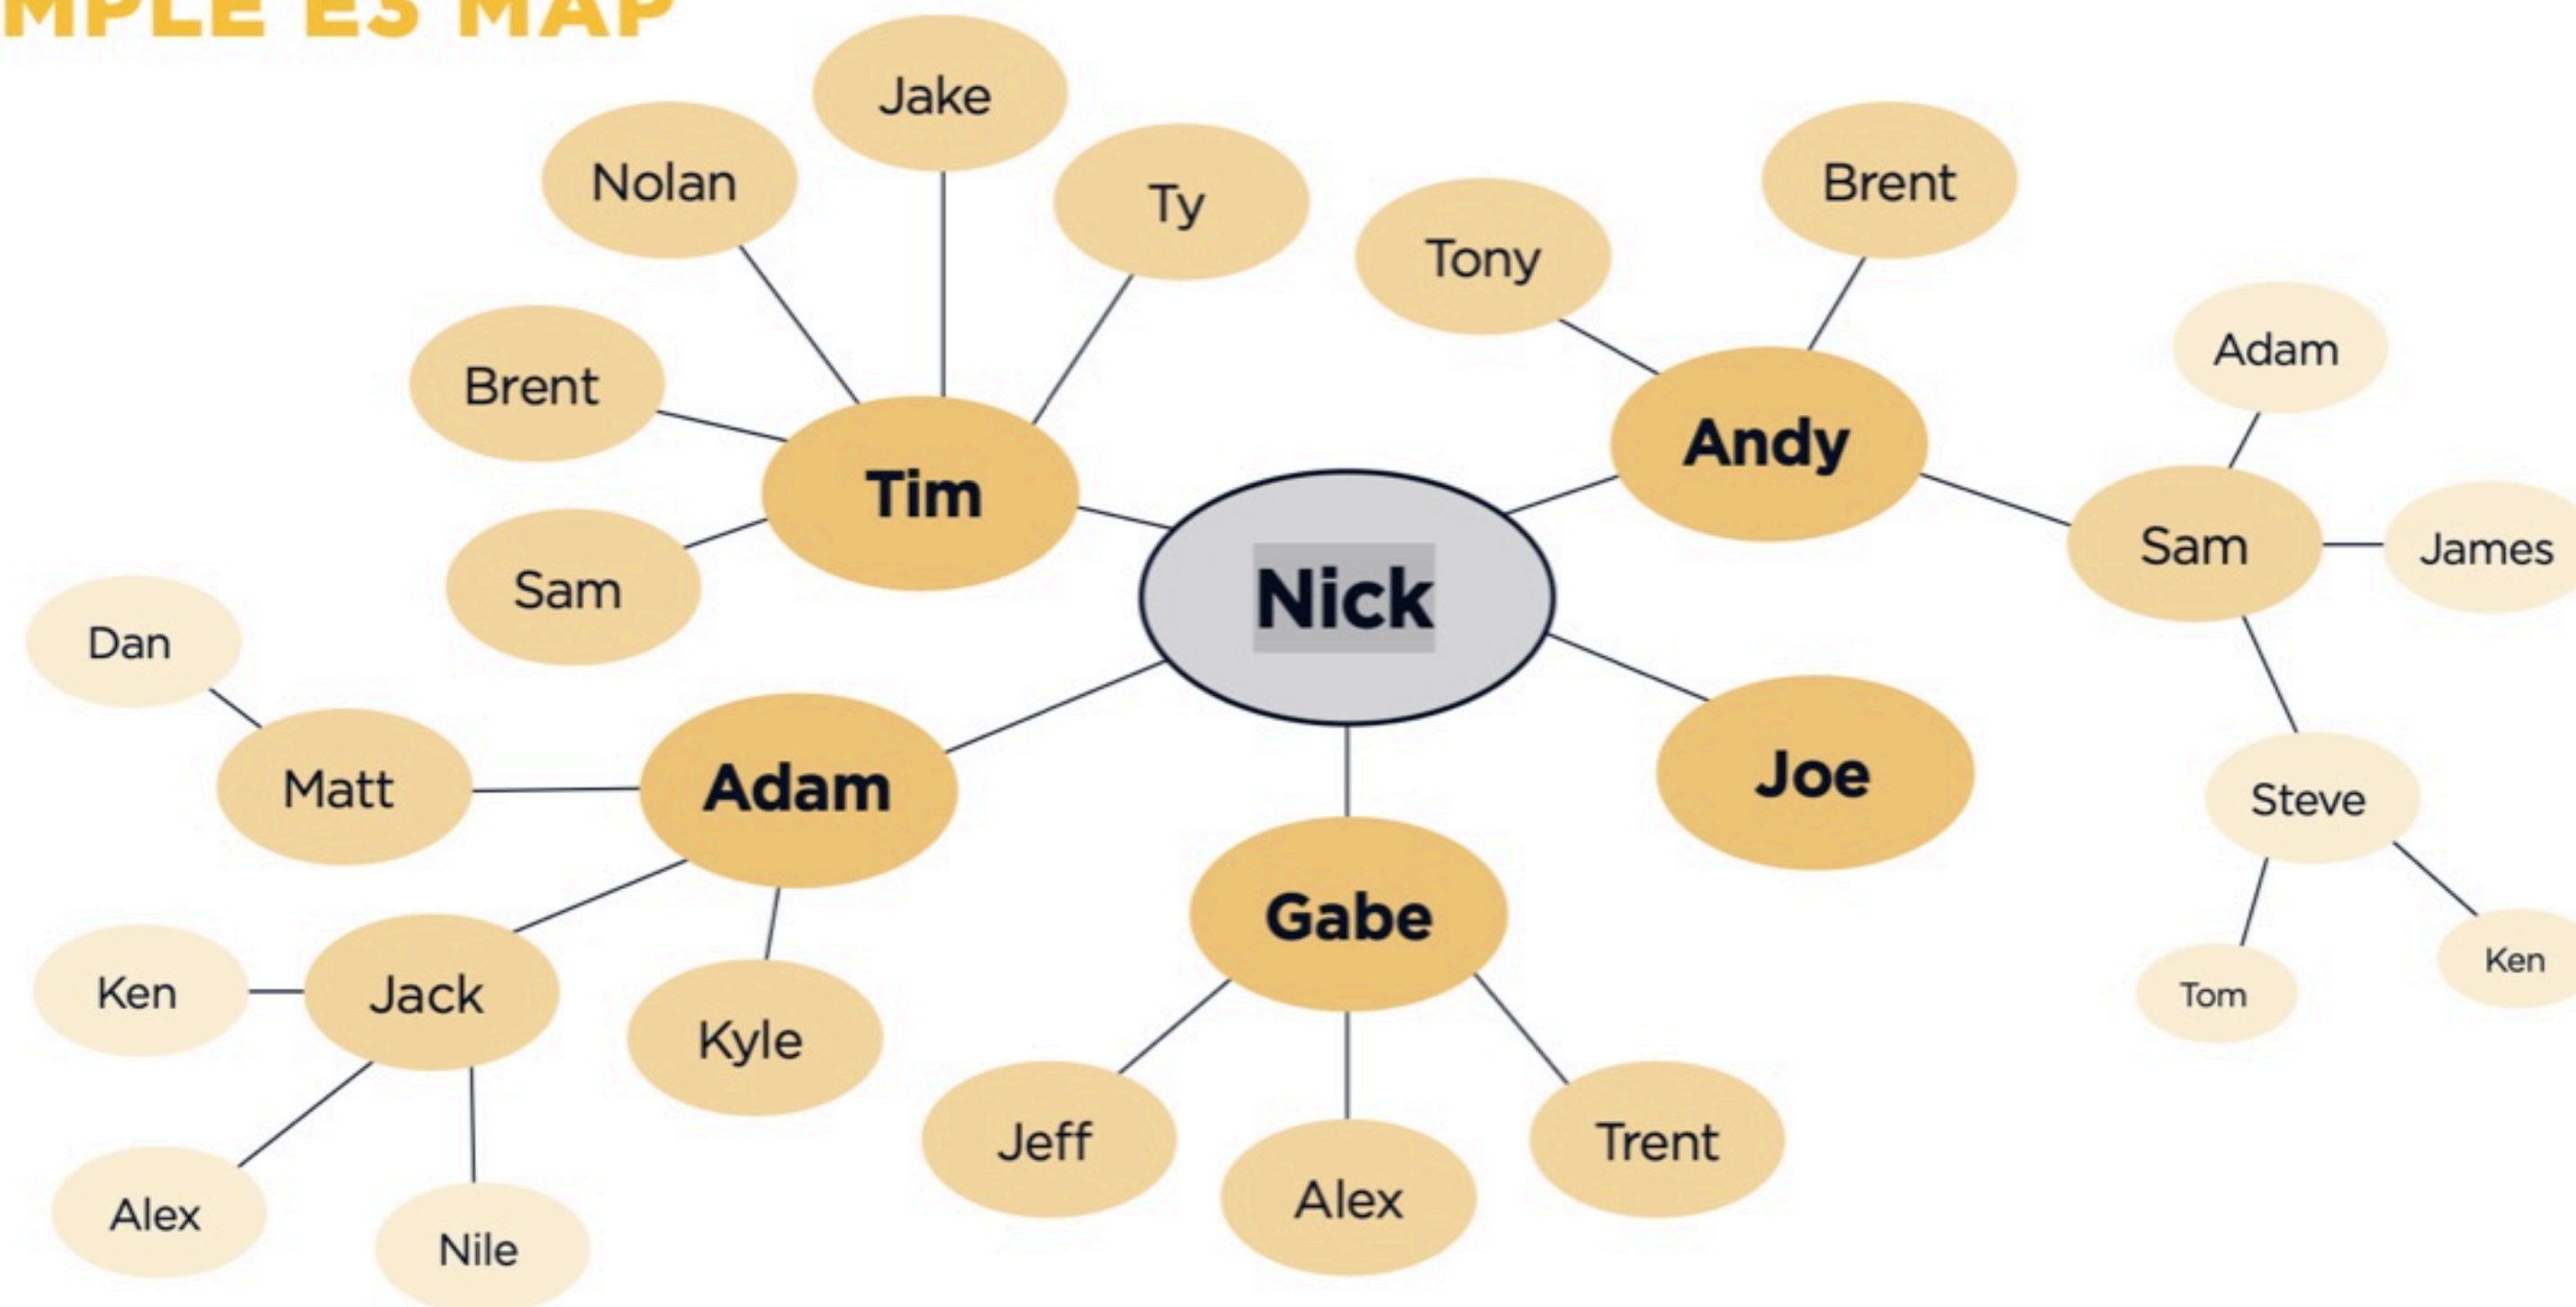 MPLE E3 MAP
Jake
Nolan
Ty
Brent
Tony
Brent
Tim
Andy
Adam
Sam
Nick
Sam
James
Dan
Matt
Adam
Joe
Steve
Ken
Jack
Kyle
Gabe
Tom
Ken
Jeff
Alex
Trent
Alex
Nile